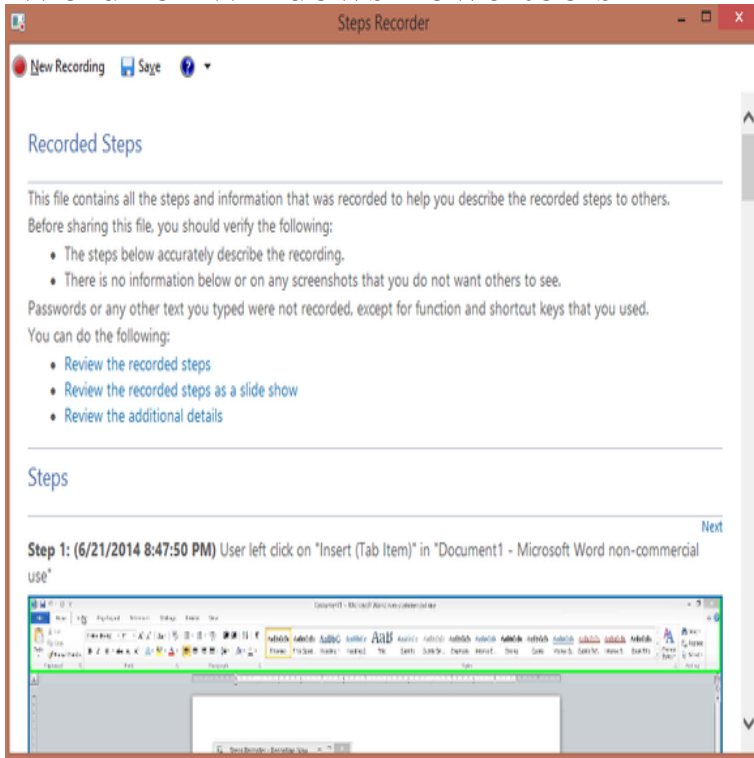 Steps Recorder
New Recording Save
Recorded Steps
This file contains all the steps and information that was recorded to help you describe the recorded steps to others.
Before sharing this file, you should verify the following:
• The steps below accurately describe the recording.
• There is no information below or on any screenshots that you do not want others to see.
Passwords or any other text you typed were not recorded, except for function and shortcut keys that you used.
You can do the following:
• Review the recorded steps
• Review the recorded steps as a slide show
• Review the additional details
Steps
Next
Step 1: (6/21/2014 8:47:50 PM) User left click on "Insert (Tab Item)" in "Document1 - Microsoft Word non-commercial
use"